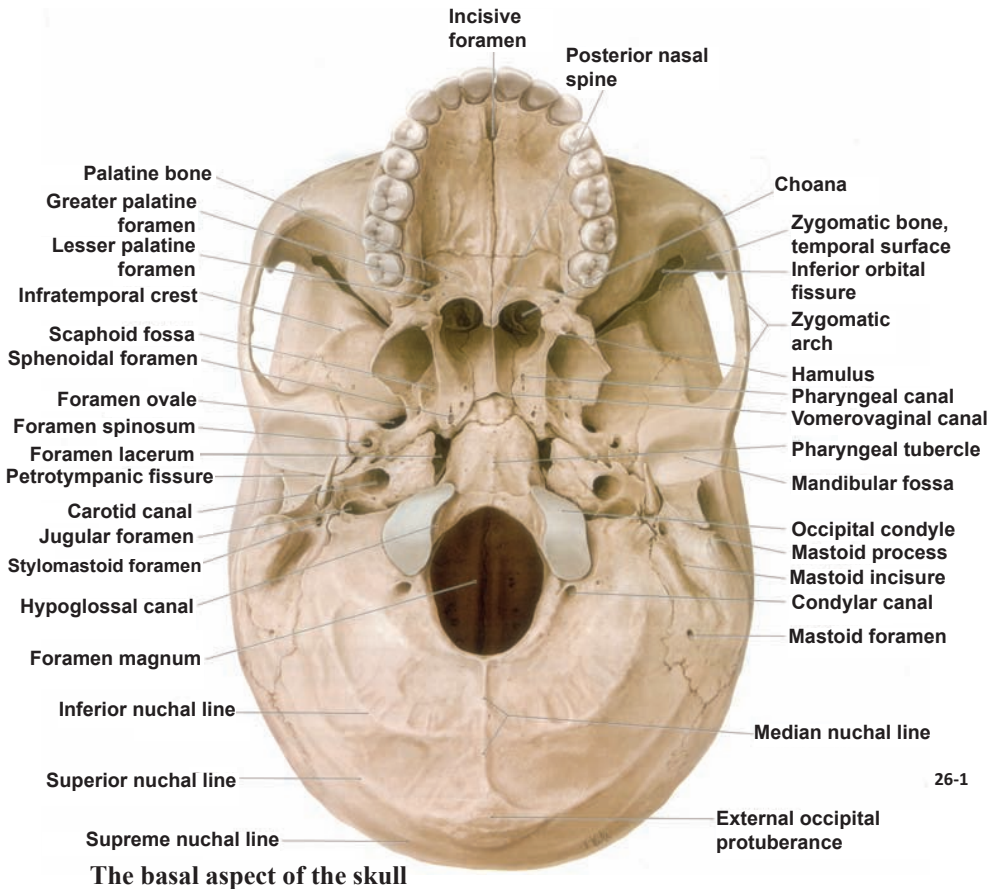 Incisive
foramen
Posterior nasal
spine
Palatine bone
Greater palatine
foramen
Lesser palatine
foramen
Infratemporal crest
Scaphoid fossa
Sphenoidal foramen
Foramen ovale
Foramen spinosum
Foramen lacerum
Petrotympanic fissure
Carotid canal
Jugular foramen
Stylomastoid foramen
Hypoglossal canal
Foramen magnum
Inferior nuchal line
Superior nuchal line
Supreme nuchal line
Choana
Zygomatic bone,
temporal surface
Inferior orbital
fissure
Zygomatic
arch
Hamulus
Pharyngeal canal
Vomerovaginal canal
Pharyngeal tubercle
Mandibular fossa
Occipital condyle
Mastoid process
Mastoid incisure
Condylar canal
Mastoid foramen
Median nuchal line
26-1
External occipital
protuberance
The basal aspect of the skull